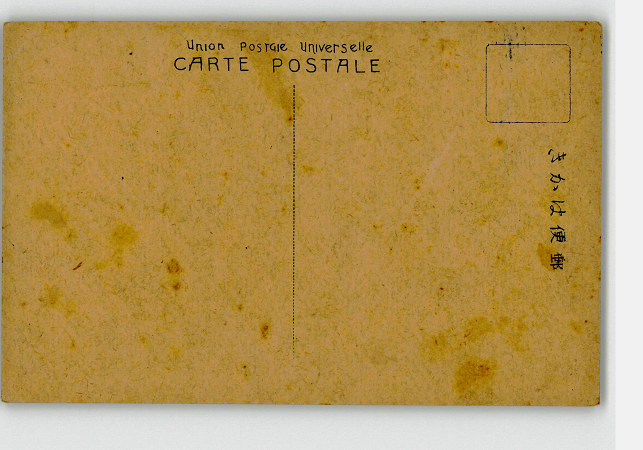 Union Postale Universelle
CARTE POSTALE
郵便はかき